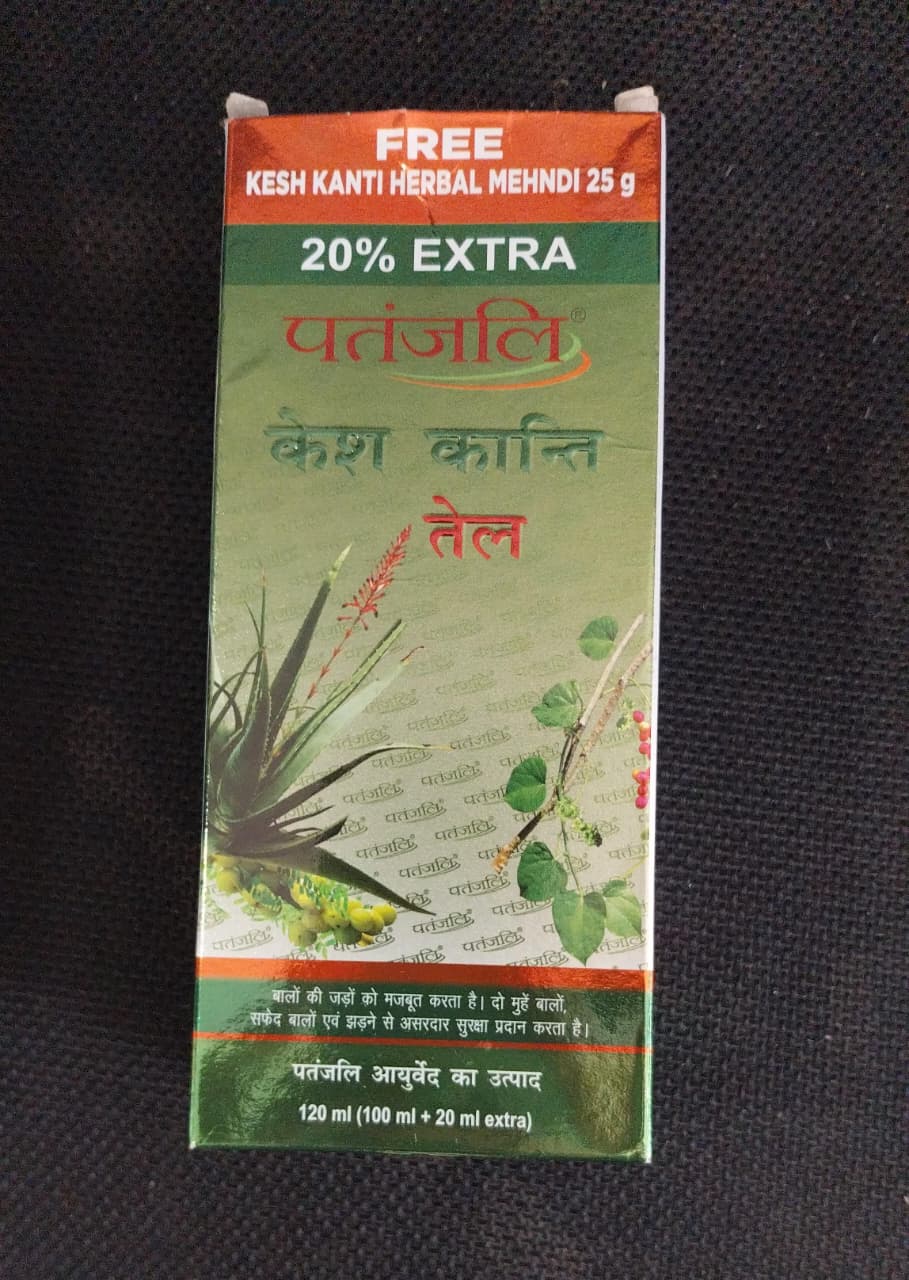 FREE
KESH KANTI HERBAL MEHNDI 25 g
20% EXTRA
पतंजलि®
केश कान्ति
तेल
बालों की जड़ों को मजबूत करता है। दो मुहें बालों,
सफेद बालों एवं झड़ने से असरदार सुरक्षा प्रदान करता है।
पतंजलि आयुर्वेद का उत्पाद
120 ml (100 ml + 20 ml extra)